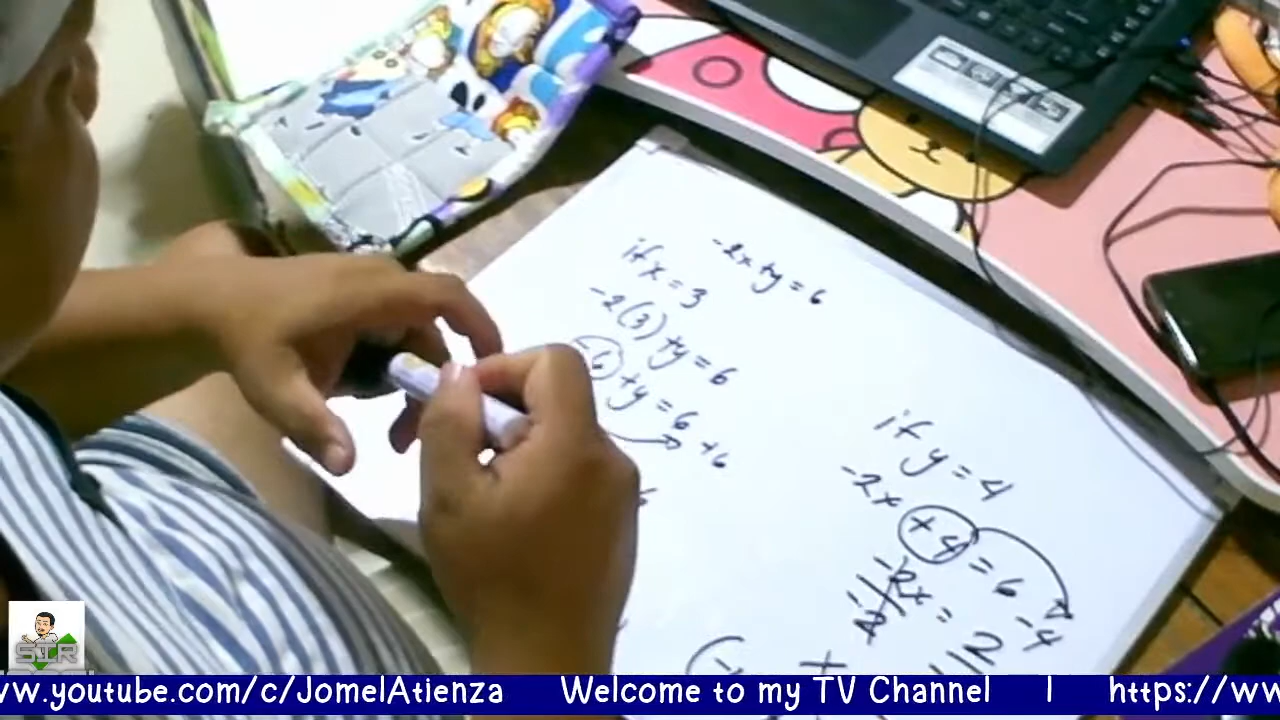 -2x+y=6
if x=3
-2(3)+y=6
-6+y=6+6
if y=4
-2x+4=6-4
-2x=2
SIR
ww.youtube.com/c/JomelAtienza Welcome to my TV Channel | https://ww